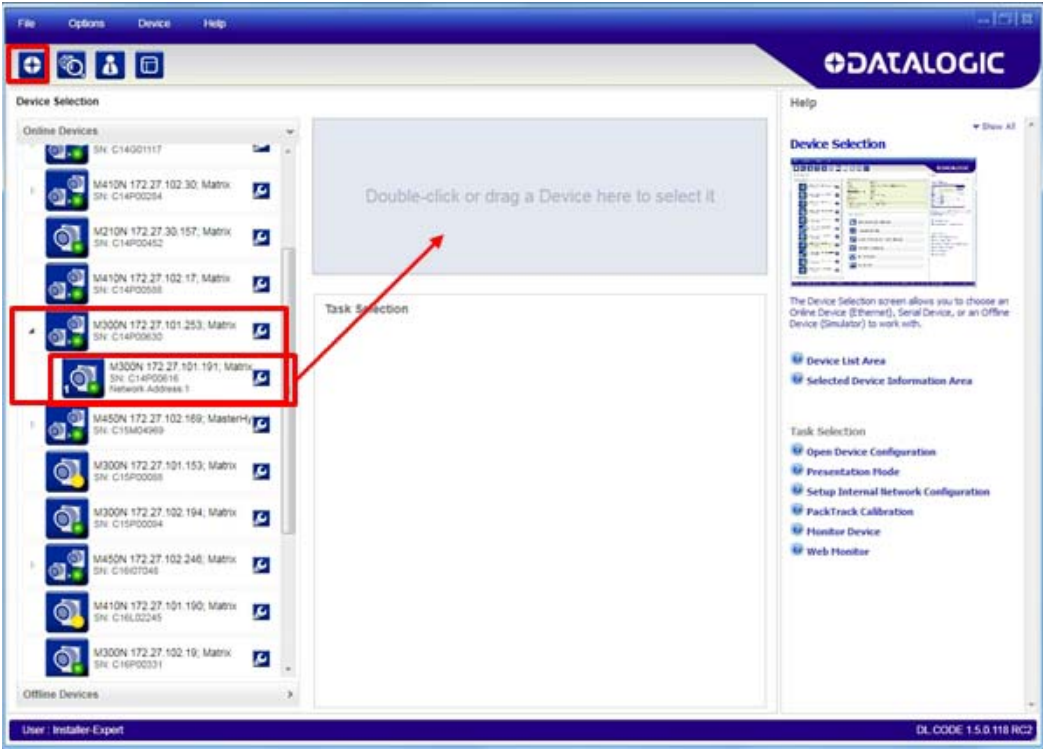 File Options Device Help
DATALOGIC
Device Selection
Online Devices
SN: C14G01117
M410N 172.27.102.30; Matrix
SN: C14P00284
M210N 172.27.30.157; Matrix
SN: C14P00452
M410N 172.27.102.17; Matrix
SN: C14P00588
M300N 172.27.101.253; Matrix
SN: C14P00630
M300N 172.27.101.191; Matrix
SN: C14P00616
Network Address:1
1
M450N 172.27.102.169; MasterHy
SN: C15M04969
M300N 172.27.101.153; Matrix
SN: C15P00088
M300N 172.27.102.194; Matrix
SN: C15P00094
M450N 172.27.102.246; Matrix
SN: C16I07046
M410N 172.27.101.190; Matrix
SN: C16L02245
M300N 172.27.102.19; Matrix
SN: C16P00331
Offline Devices
Double-click or drag a Device here to select it
Task Selection
Help
Show All
Device Selection
The Device Selection screen allows you to choose an
Online Device (Ethernet), Serial Device, or an Offline
Device (Simulator) to work with.
Device List Area
Selected Device Information Area
Task Selection
Open Device Configuration
Presentation Mode
Setup Internal Network Configuration
PackTrack Calibration
Monitor Device
Web Monitor
User : Installer-Expert
DL.CODE 1.5.0.118 RC2